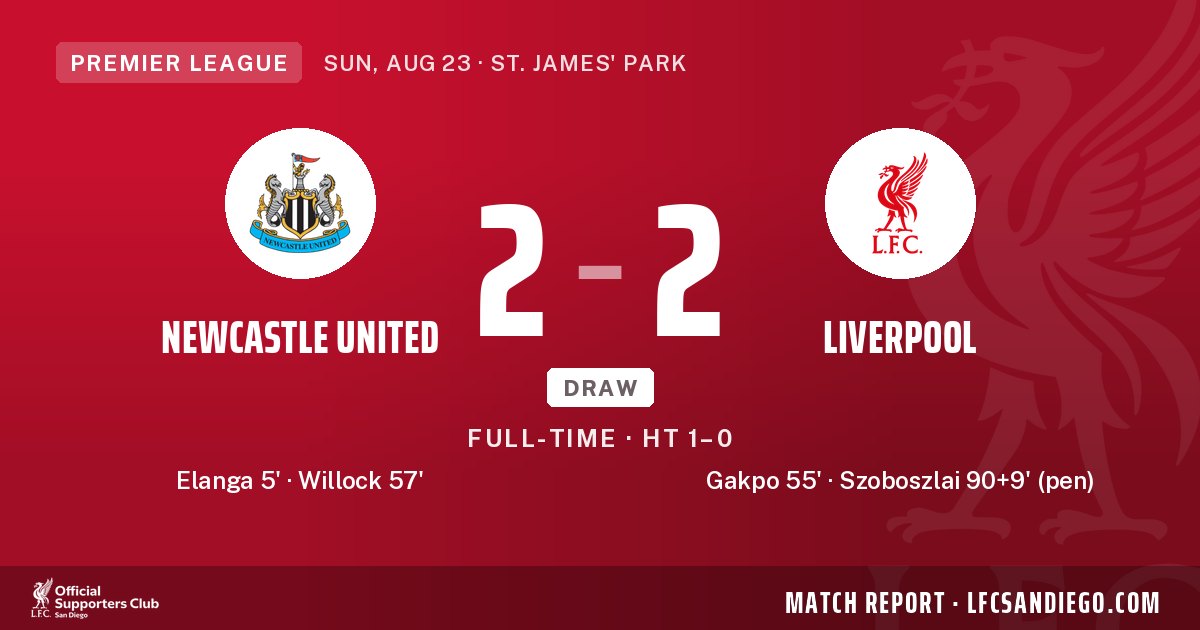 PREMIER LEAGUE SUN, AUG 23 · ST. JAMES' PARK
NEWCASTLE UNITED
L.F.C.
2 – 2
NEWCASTLE UNITED
LIVERPOOL
DRAW
FULL-TIME · HT 1–0
Elanga 5' · Willock 57'
Gakpo 55' · Szoboszlai 90+9' (pen)
L.F.C.
Official
Supporters Club
San Diego
MATCH REPORT · LFCSANDIEGO.COM